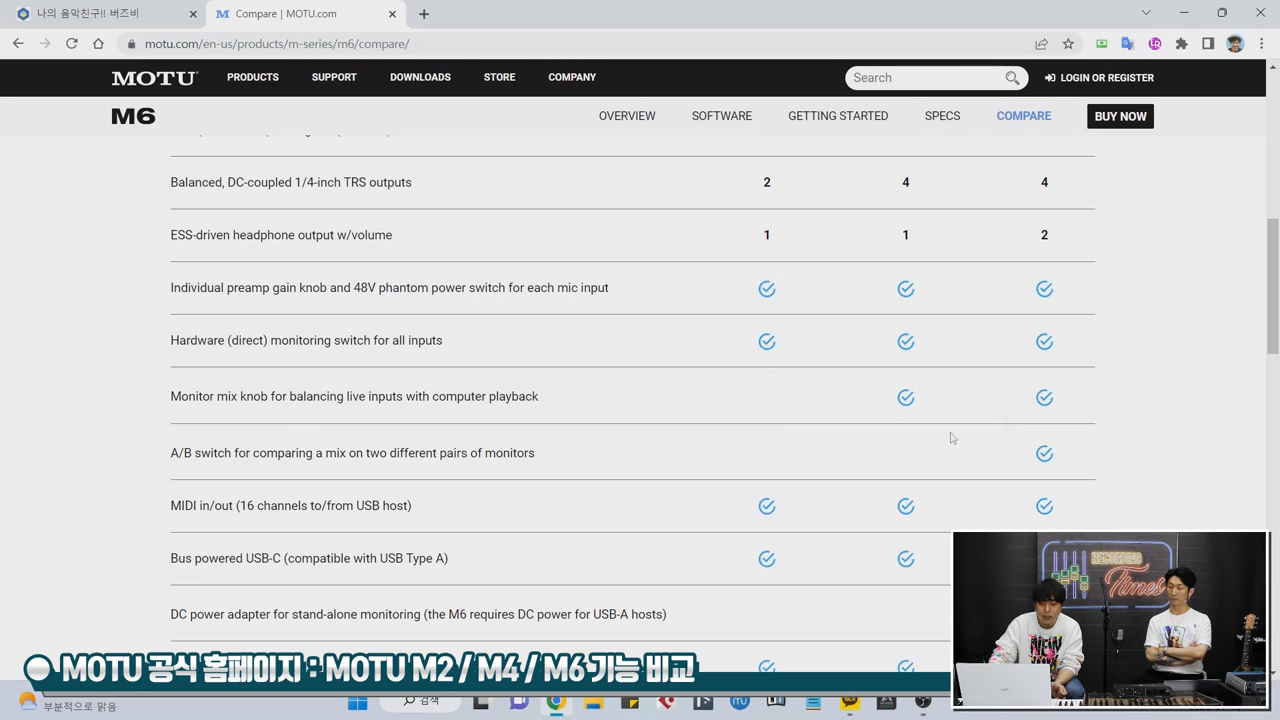 나의 음악친구!! 버즈비
Compare | MOTU.com
motu.com/en-us/products/m-series/m6/compare/
MOTU
PRODUCTS
SUPPORT
DOWNLOADS
STORE
COMPANY
Search
LOGIN OR REGISTER
M6
OVERVIEW
SOFTWARE
GETTING STARTED
SPECS
COMPARE
BUY NOW
Balanced, DC-coupled 1/4-inch TRS outputs 2 4 4
ESS-driven headphone output w/volume 1 1 2
Individual preamp gain knob and 48V phantom power switch for each mic input
Hardware (direct) monitoring switch for all inputs
Monitor mix knob for balancing live inputs with computer playback
A/B switch for comparing a mix on two different pairs of monitors
MIDI in/out (16 channels to/from USB host)
Bus powered USB-C (compatible with USB Type A)
DC power adapter for stand-alone monitoring (the M6 requires DC power for USB-A hosts)
RECORDING
Times
MOTU 공식 홈페이지 : MOTU M2 / M4 / M6 기능 비교
부분적으로 맑음